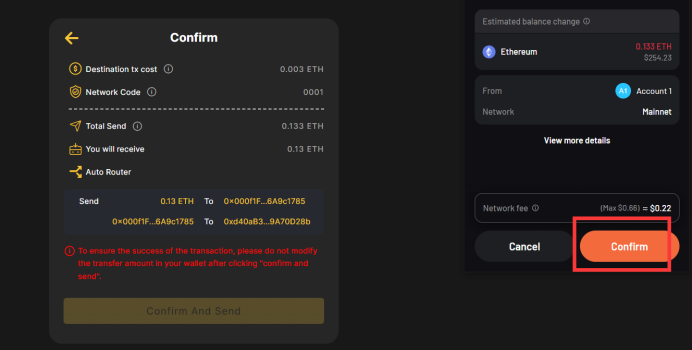 Confirm
Destination tx cost 0.003 ETH
Network Code 0001
Total Send 0.133 ETH
You will receive 0.13 ETH
Auto Router
Send 0.13 ETH To 0×000f1F...6A9c1785
0×000f1F...6A9c1785 To 0xd40aB3...9A70D28b
To ensure the success of the transaction, please do not modify
the transfer amount in your wallet after clicking "confirm and
send".
Confirm And Send
Estimated balance change
Ethereum 0.133 ETH
$254.23
From A1 Account 1
Network Mainnet
View more details
Network fee (Max $0.66) ≈ $0.22
Cancel Confirm